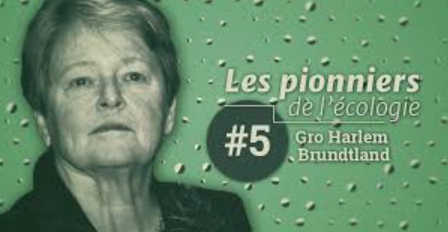 Les pionniers
de l'écologie
#5
Gro Harlem
Brundtland